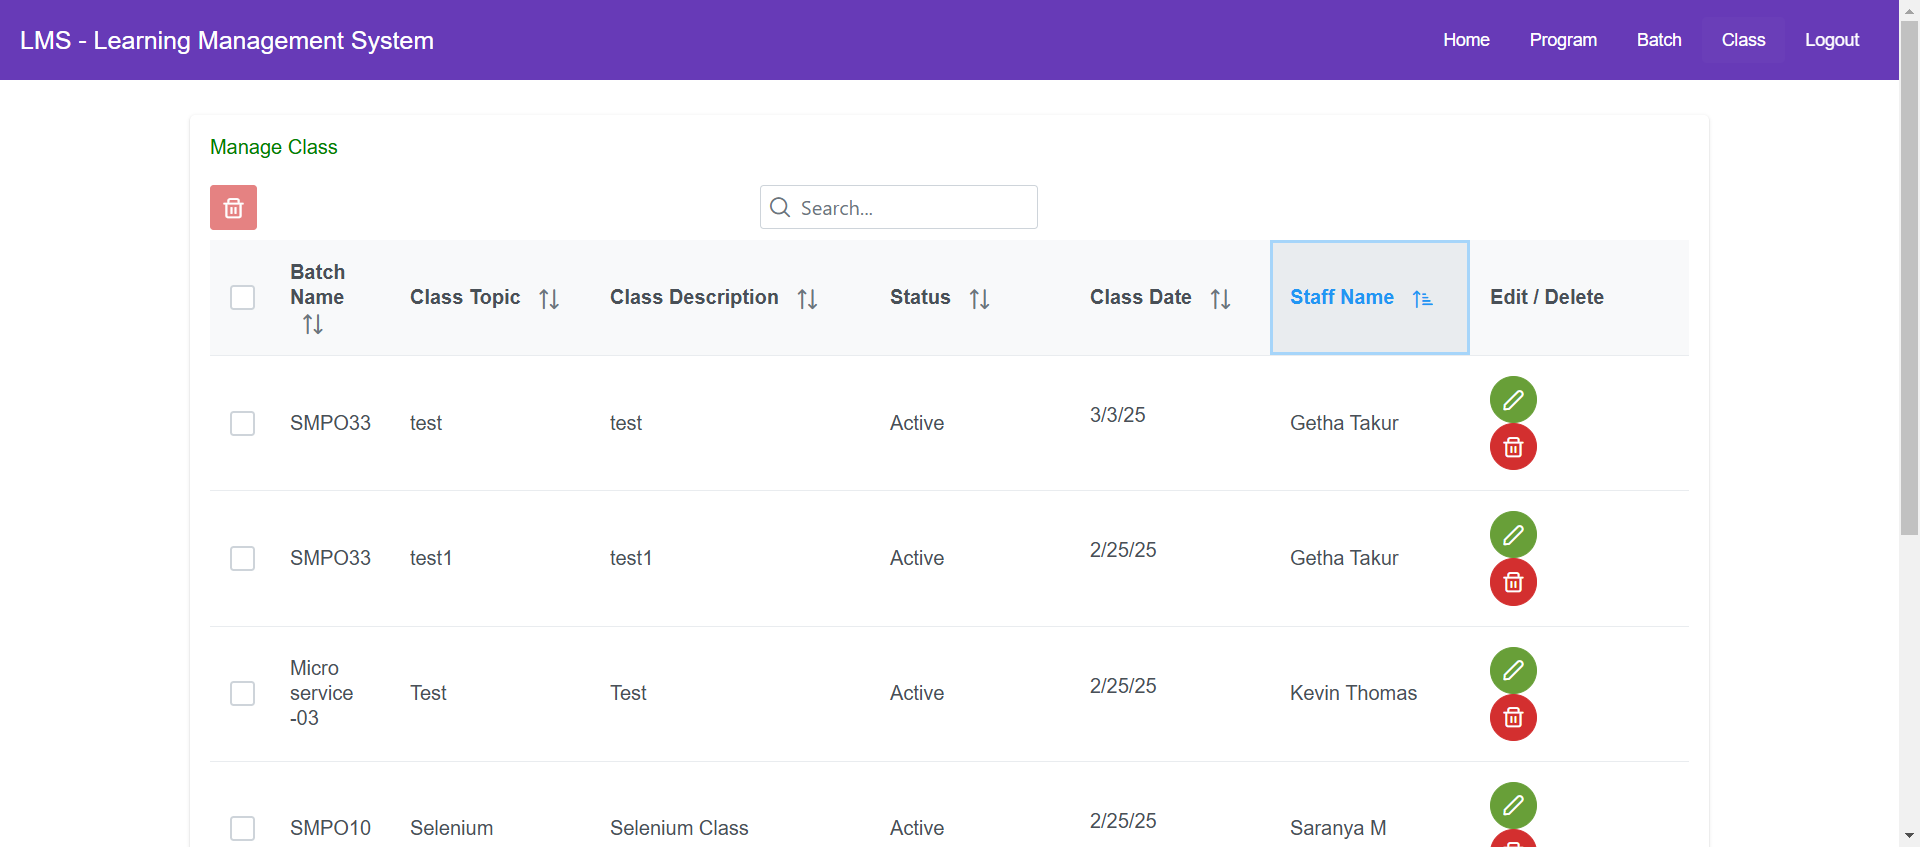 LMS - Learning Management System
Home Program Batch Class Logout
Manage Class
Search...
Batch
Name Class Topic Class Description Status Class Date Staff Name Edit / Delete
SMPO33 test test Active 3/3/25 Getha Takur
SMPO33 test1 test1 Active 2/25/25 Getha Takur
Micro
service Test Test Active 2/25/25 Kevin Thomas
-03
SMPO10 Selenium Selenium Class Active 2/25/25 Saranya M